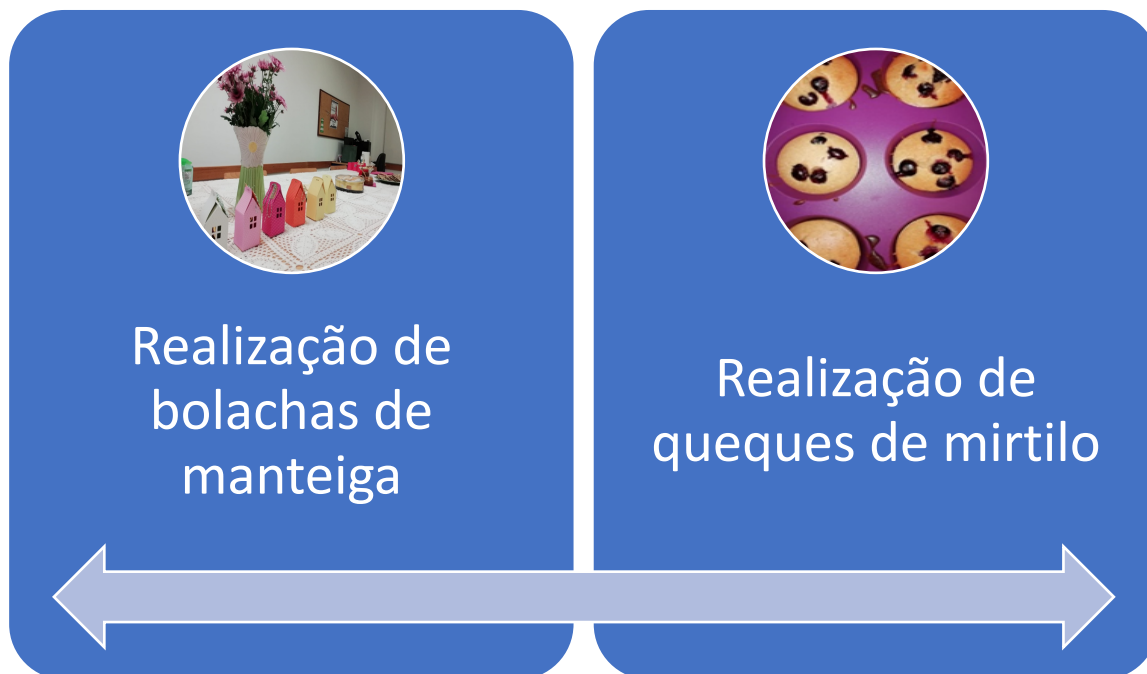 Realização de
bolachas de
manteiga
Realização de
queques de mirtilo